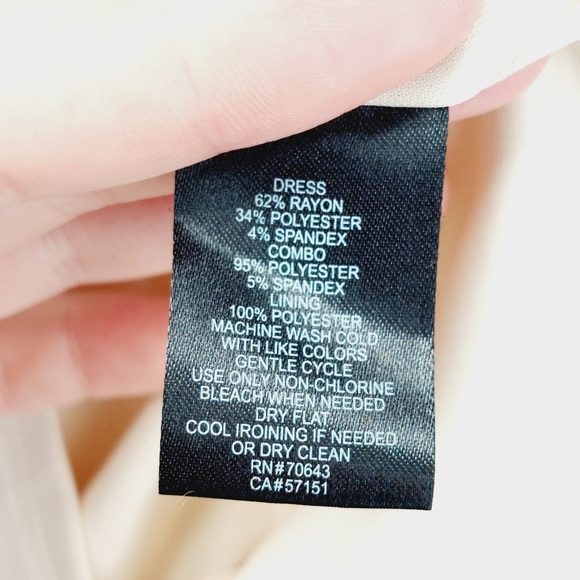 DRESS
62% RAYON
34% POLYESTER
4% SPANDEX
COMBO
95% POLYESTER
5% SPANDEX
LINING
100% POLYESTER
MACHINE WASH COLD
WITH LIKE COLORS
GENTLE CYCLE
USE ONLY NON-CHLORINE
BLEACH WHEN NEEDED
DRY FLAT
COOL IROINING IF NEEDED
OR DRY CLEAN
RN#70643
CA#57151